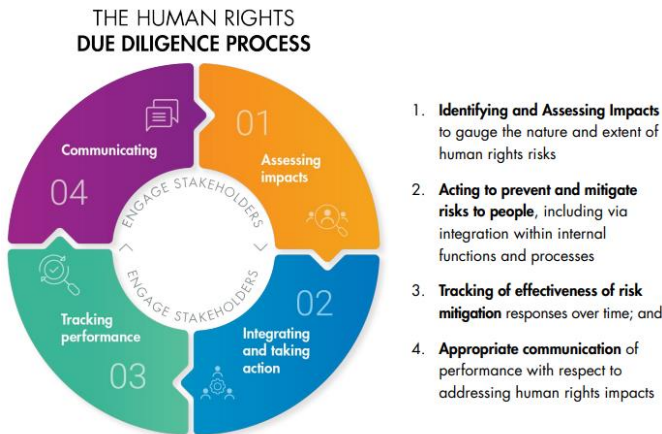 THE HUMAN RIGHTS
DUE DILIGENCE PROCESS
01
Assessing
impacts
02
Integrating
and taking
action
03
Tracking
performance
04
Communicating
ENGAGE STAKEHOLDERS
ENGAGE STAKEHOLDERS
1. Identifying and Assessing Impacts
to gauge the nature and extent of
human rights risks
2. Acting to prevent and mitigate
risks to people, including via
integration within internal
functions and processes
3. Tracking of effectiveness of risk
mitigation responses over time; and
4. Appropriate communication of
performance with respect to
addressing human rights impacts